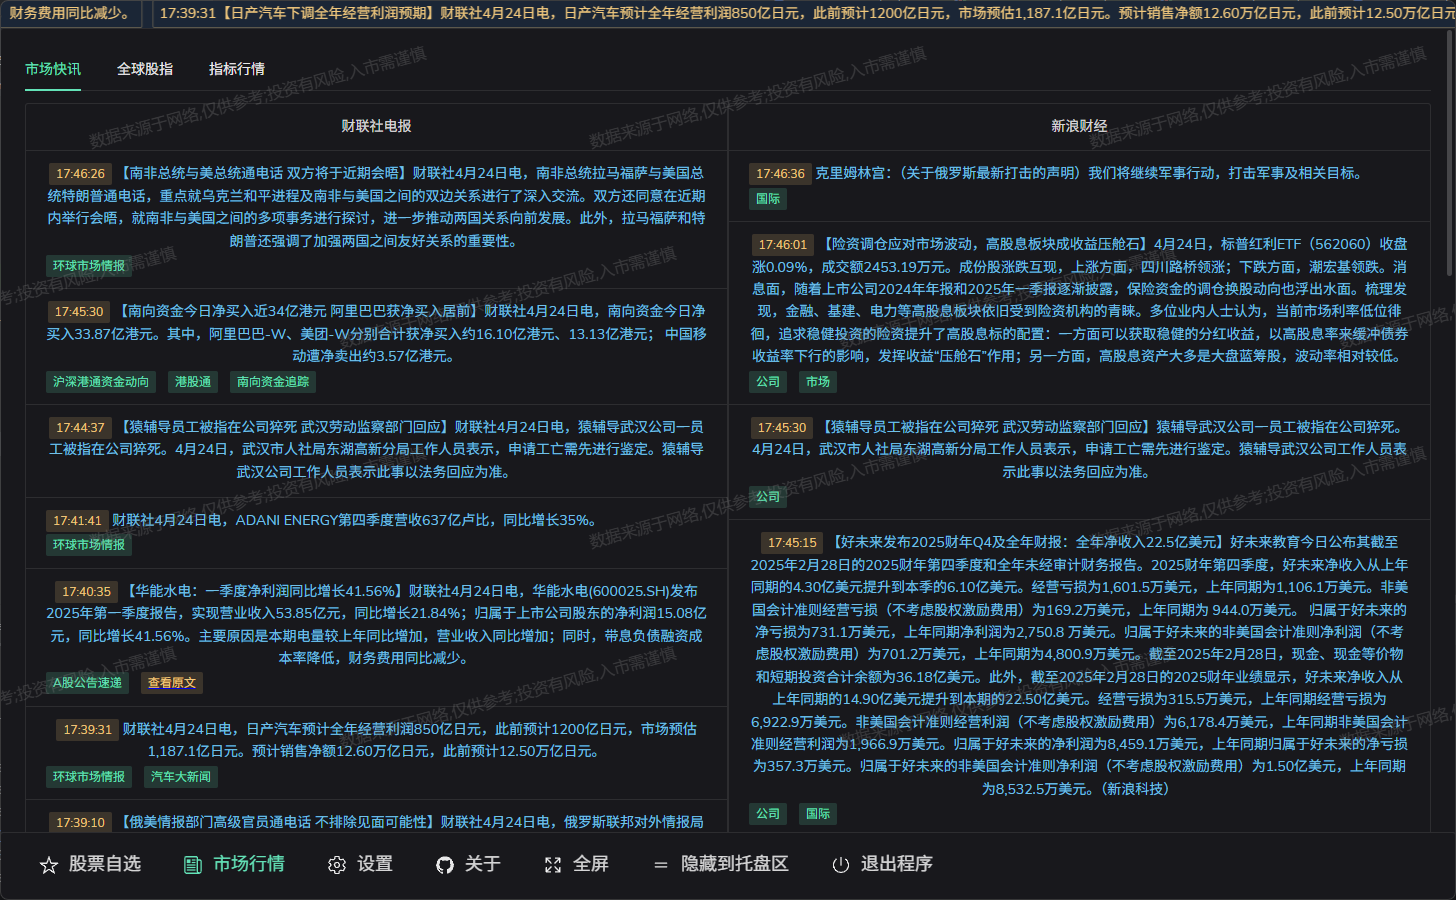 财务费用同比减少。
17:39:31【日产汽车下调全年经营利润预期】财联社4月24日电，日产汽车预计全年经营利润850亿日元，此前预计1200亿日元，市场预估1,187.1亿日元。预计销售净额12.60万亿日元，此前预计12.50万亿日元
市场快讯
全球股指
指标行情
财联社电报
17:46:26 【南非总统与美总统通电话 双方将于近期会晤】财联社4月24日电，南非总统拉马福萨与美国总
统特朗普通电话，重点就乌克兰和平进程及南非与美国之间的双边关系进行了深入交流。双方还同意在近期
内举行会晤，就南非与美国之间的多项事务进行探讨，进一步推动两国关系向前发展。此外，拉马福萨和特
朗普还强调了加强两国之间友好关系的重要性。
环球市场情报
17:45:30 【南向资金今日净买入近34亿港元 阿里巴巴获净买入居前】财联社4月24日电，南向资金今日净
买入33.87亿港元。其中，阿里巴巴-W、美团-W分别合计获净买入约16.10亿港元、13.13亿港元； 中国移
动遭净卖出约3.57亿港元。
沪深港通资金动向 港股通 南向资金追踪
17:44:37 【猿辅导员工被指在公司猝死 武汉劳动监察部门回应】财联社4月24日电，猿辅导武汉公司一员
工被指在公司猝死。4月24日，武汉市人社局东湖高新分局工作人员表示，申请工亡需先进行鉴定。猿辅导
武汉公司工作人员表示此事以法务回应为准。
17:41:41 财联社4月24日电，ADANI ENERGY第四季度营收637亿卢比，同比增长35%。
环球市场情报
17:40:35 【华能水电：一季度净利润同比增长41.56%】财联社4月24日电，华能水电(600025.SH)发布
2025年第一季度报告，实现营业收入53.85亿元，同比增长21.84%；归属于上市公司股东的净利润15.08亿
元，同比增长41.56%。主要原因是本期电量较上年同比增加，营业收入同比增加；同时，带息负债融资成
本率降低，财务费用同比减少。
A股公告速递 查看原文
17:39:31 财联社4月24日电，日产汽车预计全年经营利润850亿日元，此前预计1200亿日元，市场预估
1,187.1亿日元。预计销售净额12.60万亿日元，此前预计12.50万亿日元。
环球市场情报 汽车大新闻
17:39:10 【俄美情报部门高级官员通电话 不排除见面可能性】财联社4月24日电，俄罗斯联邦对外情报局
新浪财经
17:46:36 克里姆林宫：（关于俄罗斯最新打击的声明）我们将继续军事行动，打击军事及相关目标。
国际
17:46:01 【险资调仓应对市场波动，高股息板块成收益压舱石】4月24日，标普红利ETF（562060）收盘
涨0.09%，成交额2453.19万元。成份股涨跌互现，上涨方面，四川路桥领涨；下跌方面，潮宏基领跌。消
息面，随着上市公司2024年年报和2025年一季报逐渐披露，保险资金的调仓换股动向也浮出水面。梳理发
现，金融、基建、电力等高股息板块依旧受到险资机构的青睐。多位业内人士认为，当前市场利率低位徘
徊，追求稳健投资的险资提升了高股息标的配置：一方面可以获取稳健的分红收益，以高股息率来缓冲债券
收益率下行的影响，发挥收益“压舱石”作用；另一方面，高股息资产大多是大盘蓝筹股，波动率相对较低。
公司 市场
17:45:30 【猿辅导员工被指在公司猝死 武汉劳动监察部门回应】猿辅导武汉公司一员工被指在公司猝死。
4月24日，武汉市人社局东湖高新分局工作人员表示，申请工亡需先进行鉴定。猿辅导武汉公司工作人员表
示此事以法务回应为准。
公司
17:45:15 【好未来发布2025财年Q4及全年财报：全年净收入22.5亿美元】好未来教育今日公布其截至
2025年2月28日的2025财年第四季度和全年未经审计财务报告。2025财年第四季度，好未来净收入从上年
同期的4.30亿美元提升到本季的6.10亿美元。经营亏损为1,601.5万美元，上年同期为1,106.1万美元。非美
国会计准则经营亏损（不考虑股权激励费用）为169.2万美元，上年同期为 944.0万美元。 归属于好未来的
净亏损为731.1万美元，上年同期净利润为2,750.8 万美元。归属于好未来的非美国会计准则净利润（不考
虑股权激励费用）为701.2万美元，上年同期为4,800.9万美元。截至2025年2月28日，现金、现金等价物
和短期投资合计余额为36.18亿美元。此外，截至2025年2月28日的2025财年业绩显示，好未来净收入从
上年同期的14.90亿美元提升到本期的22.50亿美元。经营亏损为315.5万美元，上年同期经营亏损为
6,922.9万美元。非美国会计准则经营利润（不考虑股权激励费用）为6,178.4万美元，上年同期非美国会计
准则经营利润为1,966.9万美元。归属于好未来的净利润为8,459.1万美元，上年同期归属于好未来的净亏损
为357.3万美元。归属于好未来的非美国会计准则净利润（不考虑股权激励费用）为1.50亿美元，上年同期
为8,532.5万美元。（新浪科技）
公司 国际
数据来源于网络,仅供参考;投资有风险,入市需谨慎
股票自选
市场行情
设置
关于
全屏
隐藏到托盘区
退出程序